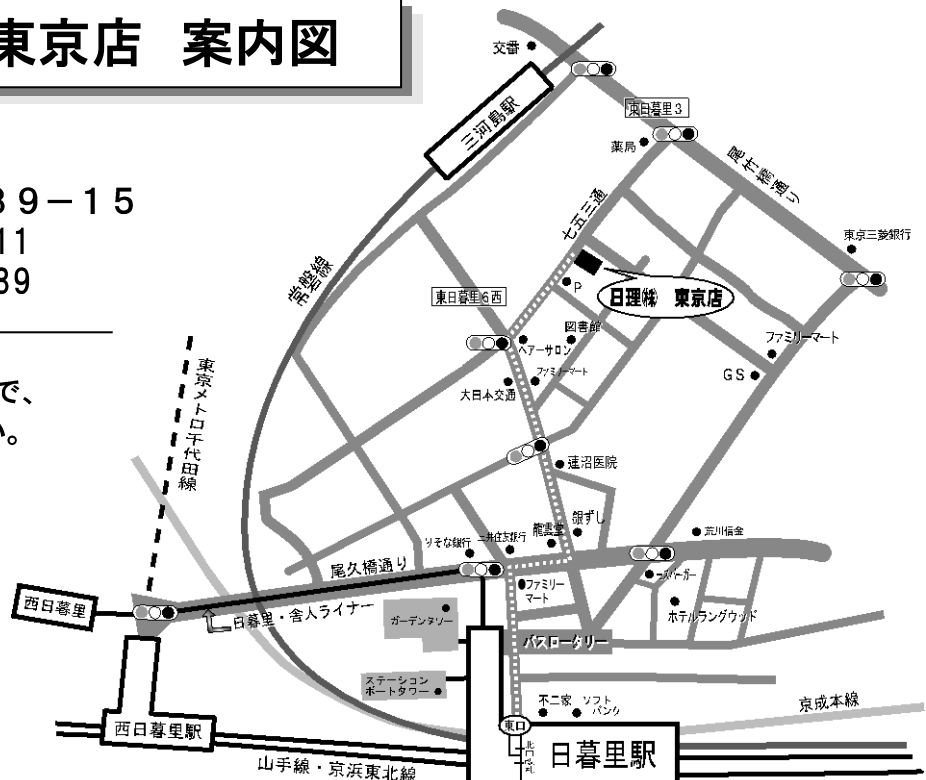 東京店 案内図
39-15
11
89
で、
い。
交番
三河島駅
東日暮里3
薬局
尾竹橋通り
七五三通
東京三菱銀行
常磐線
P
日理㈱ 東京店
東日暮里6西
図書館
ヘアーサロン
ファミリーマート
ファミリーマート
GS
大日本交通
東京メトロ千代田線
蓮沼医院
銀ずし
龍雲堂
三井住友銀行
りそな銀行
荒川信金
尾久橋通り
ファミリー
マート
ホテルラングウッド
西日暮里
日暮里・舎人ライナー
ガーデンタワー
バスロータリー
ステーション
ポートタワー
不二家
ソフト
バンク
京成本線
東口
北口改札
西日暮里駅
日暮里駅
山手線・京浜東北線